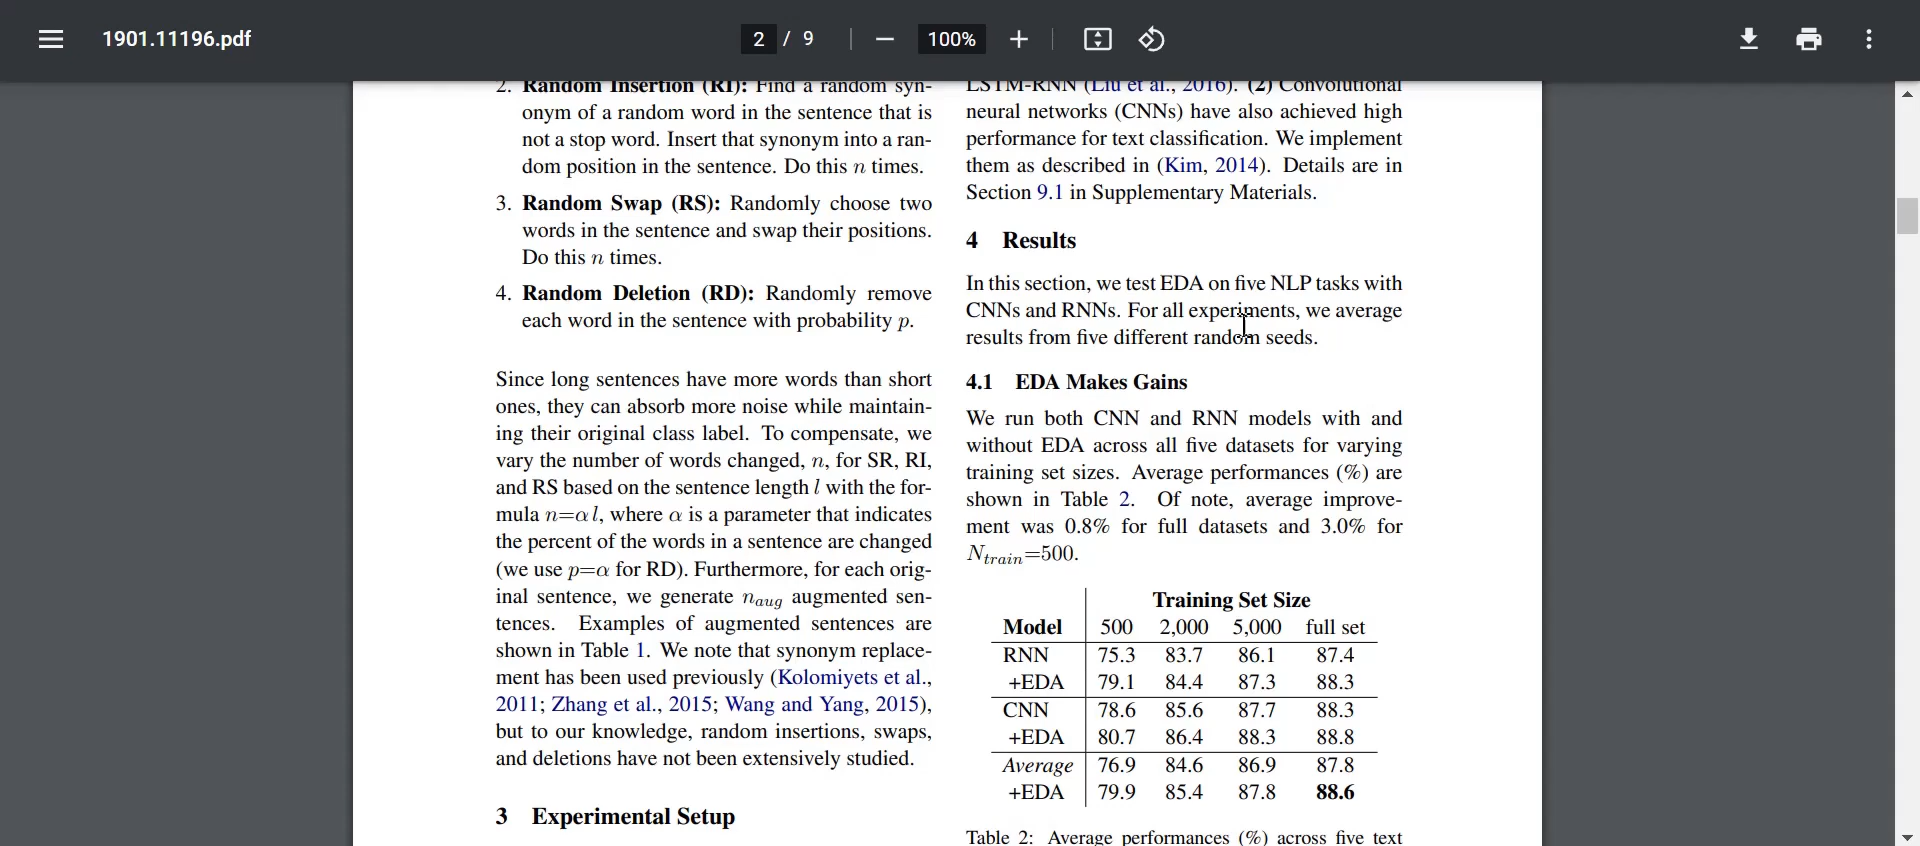 1901.11196.pdf
2 / 9
100%
2. Random Insertion (RI): Find a random syn-
onym of a random word in the sentence that is
not a stop word. Insert that synonym into a ran-
dom position in the sentence. Do this n times.
3. Random Swap (RS): Randomly choose two
words in the sentence and swap their positions.
Do this n times.
4. Random Deletion (RD): Randomly remove
each word in the sentence with probability p.
Since long sentences have more words than short
ones, they can absorb more noise while maintain-
ing their original class label. To compensate, we
vary the number of words changed, n, for SR, RI,
and RS based on the sentence length l with the for-
mula n=αl, where α is a parameter that indicates
the percent of the words in a sentence are changed
(we use p=α for RD). Furthermore, for each orig-
inal sentence, we generate n_aug augmented sen-
tences. Examples of augmented sentences are
shown in Table 1. We note that synonym replace-
ment has been used previously (Kolomiyets et al.,
2011; Zhang et al., 2015; Wang and Yang, 2015),
but to our knowledge, random insertions, swaps,
and deletions have not been extensively studied.
3 Experimental Setup
LSTM-RNN (Liu et al., 2016). (2) Convolutional
neural networks (CNNs) have also achieved high
performance for text classification. We implement
them as described in (Kim, 2014). Details are in
Section 9.1 in Supplementary Materials.
4 Results
In this section, we test EDA on five NLP tasks with
CNNs and RNNs. For all experiments, we average
results from five different random seeds.
4.1 EDA Makes Gains
We run both CNN and RNN models with and
without EDA across all five datasets for varying
training set sizes. Average performances (%) are
shown in Table 2. Of note, average improve-
ment was 0.8% for full datasets and 3.0% for
N_train=500.
Training Set Size
Model 500 2,000 5,000 full set
RNN 75.3 83.7 86.1 87.4
+EDA 79.1 84.4 87.3 88.3
CNN 78.6 85.6 87.7 88.3
+EDA 80.7 86.4 88.3 88.8
Average 76.9 84.6 86.9 87.8
+EDA 79.9 85.4 87.8 88.6
Table 2: Average performances (%) across five text